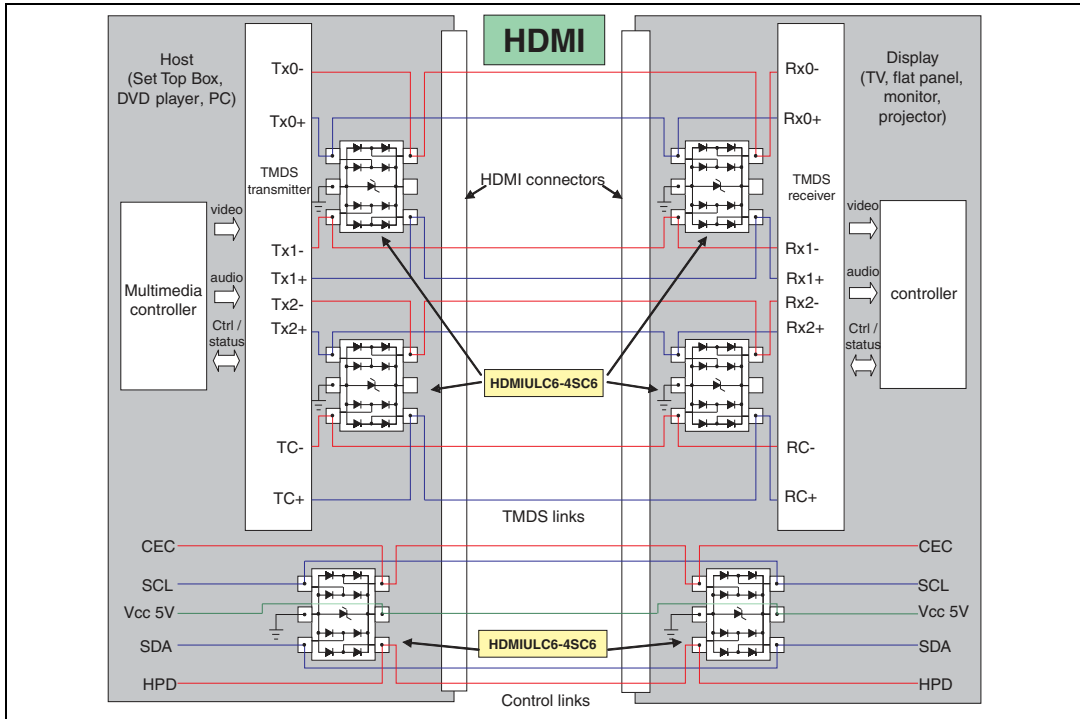 HDMI
Host
(Set Top Box,
DVD player, PC)
Display
(TV, flat panel,
monitor,
projector)
Tx0-
Tx0+
TMDS
transmitter
Tx1-
Tx1+
Tx2-
Tx2+
TC-
TC+
Multimedia
controller
video
audio
Ctrl /
status
HDMI connectors
HDMIULC6-4SC6
TMDS links
Rx0-
Rx0+
TMDS
receiver
Rx1-
Rx1+
Rx2-
Rx2+
RC-
RC+
video
audio
Ctrl /
status
controller
CEC
SCL
Vcc 5V
SDA
HPD
HDMIULC6-4SC6
Control links
CEC
SCL
Vcc 5V
SDA
HPD